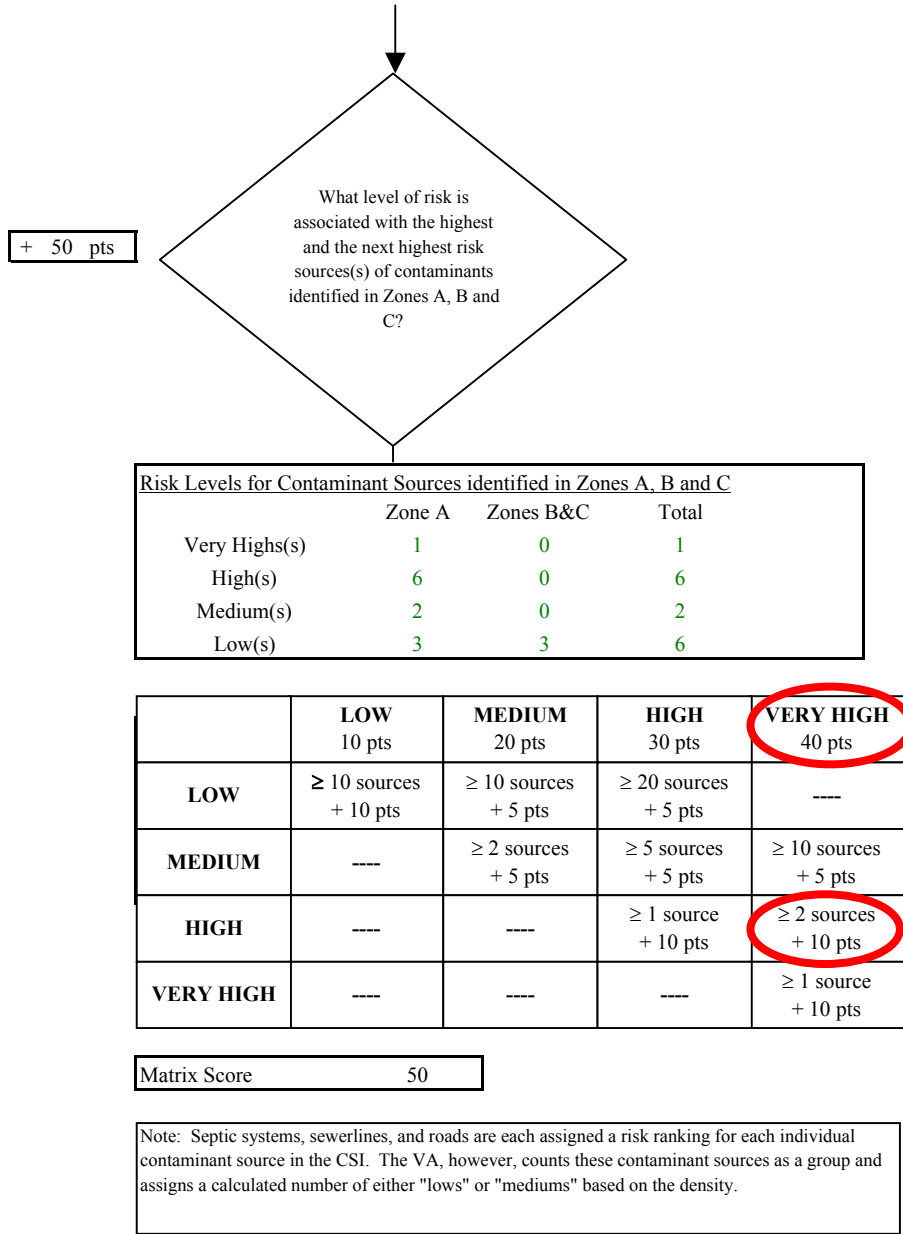 What level of risk is
associated with the highest
and the next highest risk
sources(s) of contaminants
identified in Zones A, B and
C?
+ 50 pts
Risk Levels for Contaminant Sources identified in Zones A, B and C
Zone A Zones B&C Total
Very Highs(s) 1 0 1
High(s) 6 0 6
Medium(s) 2 0 2
Low(s) 3 3 6
LOW MEDIUM HIGH VERY HIGH
10 pts 20 pts 30 pts 40 pts
LOW ≥ 10 sources ≥ 10 sources ≥ 20 sources ----
+ 10 pts + 5 pts + 5 pts
MEDIUM ---- ≥ 2 sources ≥ 5 sources ≥ 10 sources
+ 5 pts + 5 pts + 5 pts
HIGH ---- ---- ≥ 1 source ≥ 2 sources
+ 10 pts + 10 pts
VERY HIGH ---- ---- ---- ≥ 1 source
+ 10 pts
Matrix Score 50
Note: Septic systems, sewerlines, and roads are each assigned a risk ranking for each individual
contaminant source in the CSI. The VA, however, counts these contaminant sources as a group and
assigns a calculated number of either "lows" or "mediums" based on the density.